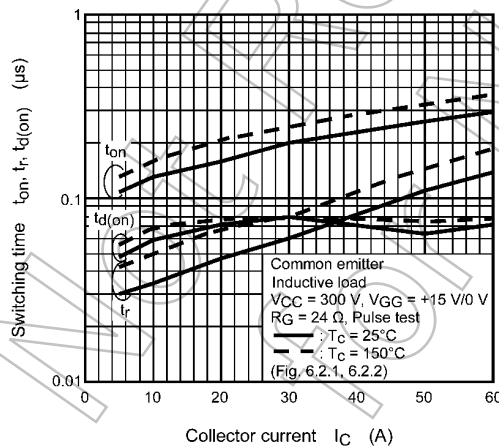 Switching time ton, tr, td(on) (μs)
1
0.1
0.01
ton
td(on)
tr
Common emitter
Inductive load
VCC = 300 V, VGG = +15 V/0 V
RG = 24 Ω, Pulse test
: Tc = 25°C
: Tc = 150°C
(Fig. 6.2.1, 6.2.2)
0 10 20 30 40 50 60
Collector current IC (A)